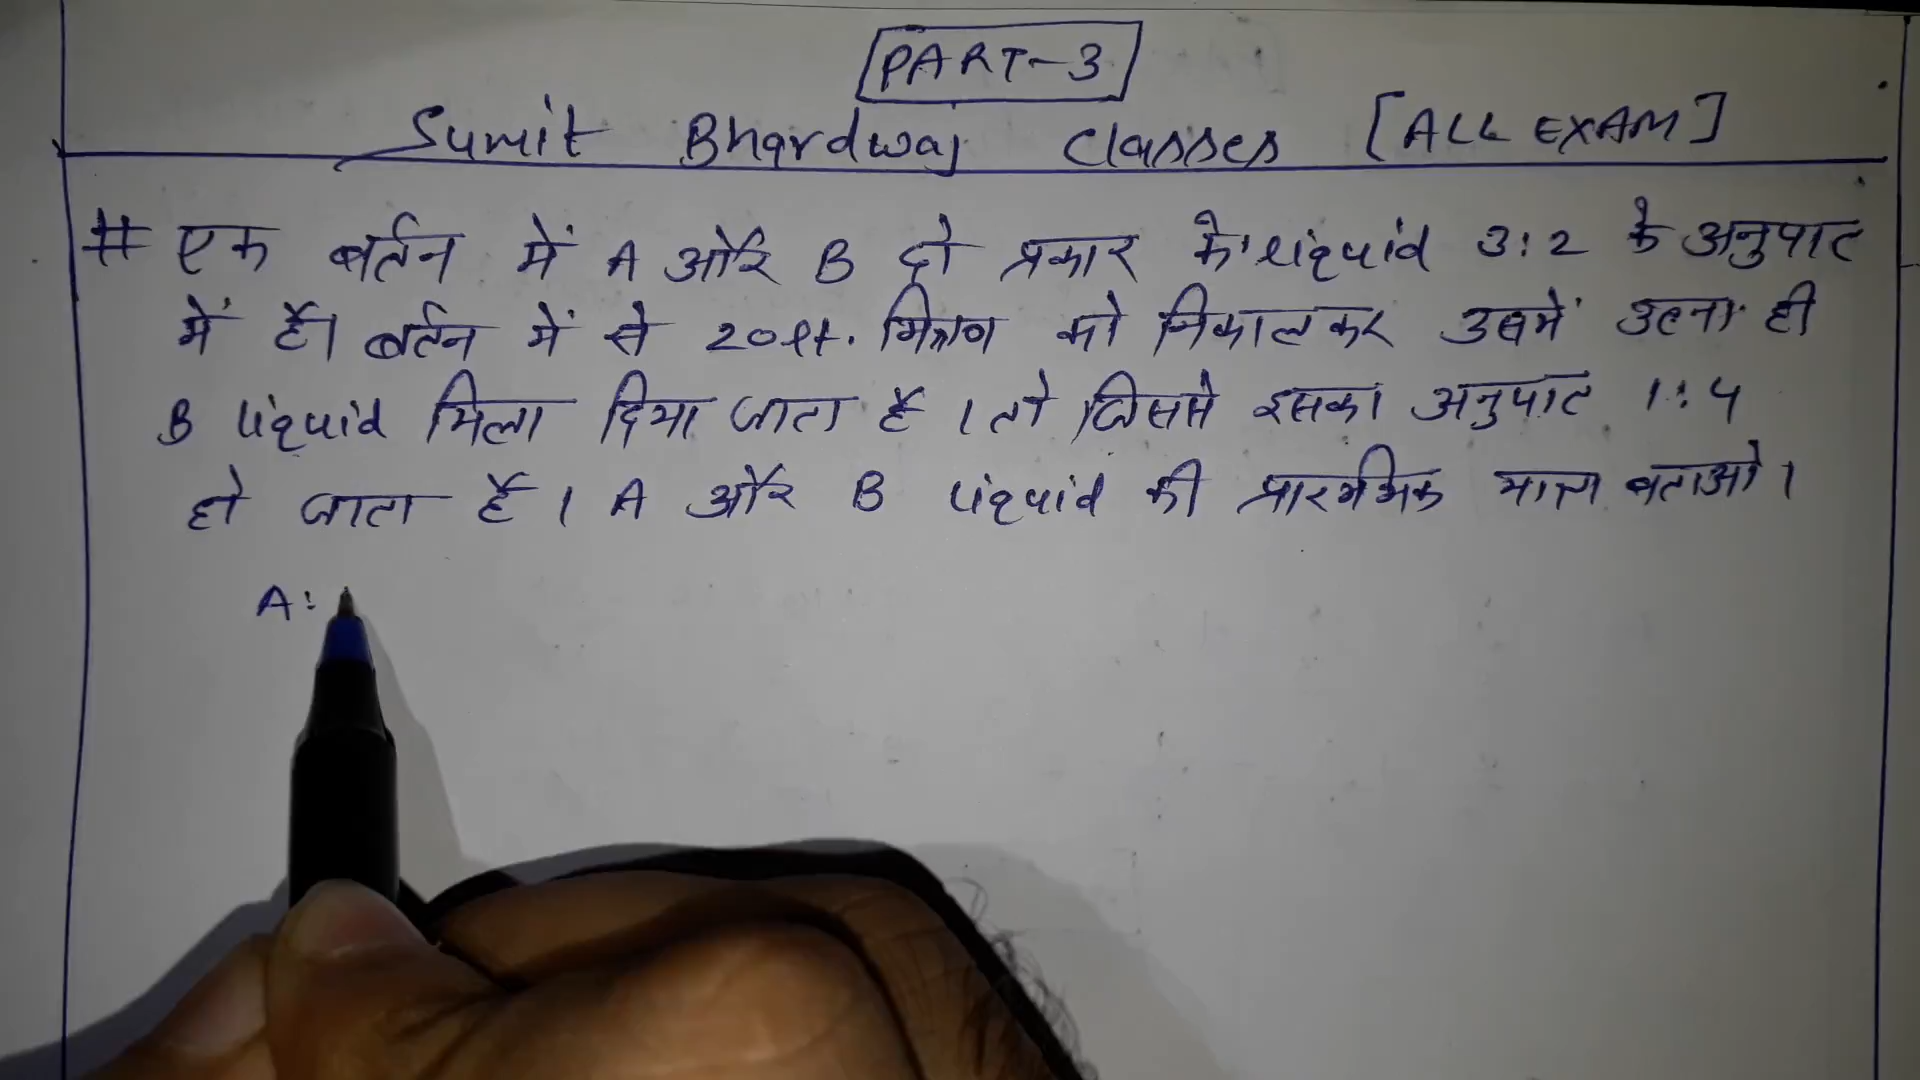 PART-3
Sumit Bhardwaj Classes [ALL EXAM]
# एक बर्तन में A और B दो प्रकार के liquid 3:2 के अनुपात
में हैं। बर्तन में से 20 lt. मिश्रण को निकालकर उसमें उतना ही
B liquid मिला दिया जाता है । तो जिससे इसका अनुपात 1:4
हो जाता है । A और B liquid की प्रारम्भिक मात्रा बताओ ।
A: